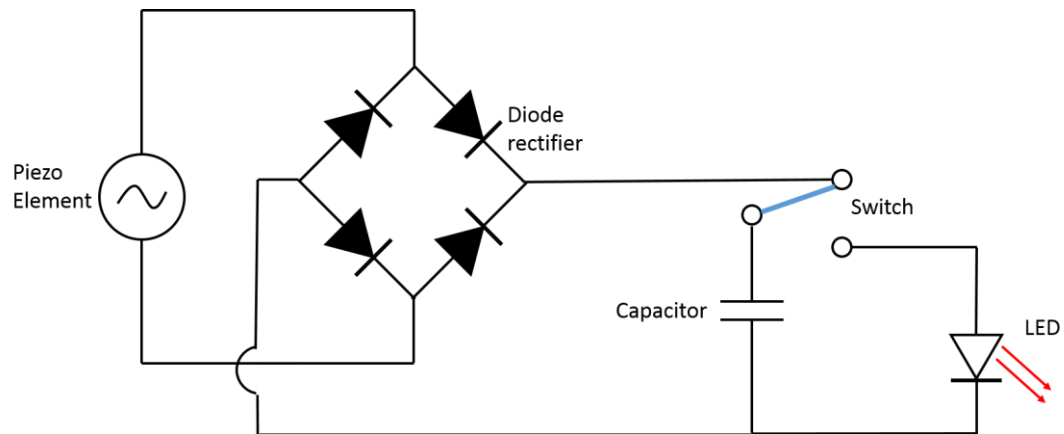 Diode
rectifier
Piezo
Element
Switch
Capacitor
LED